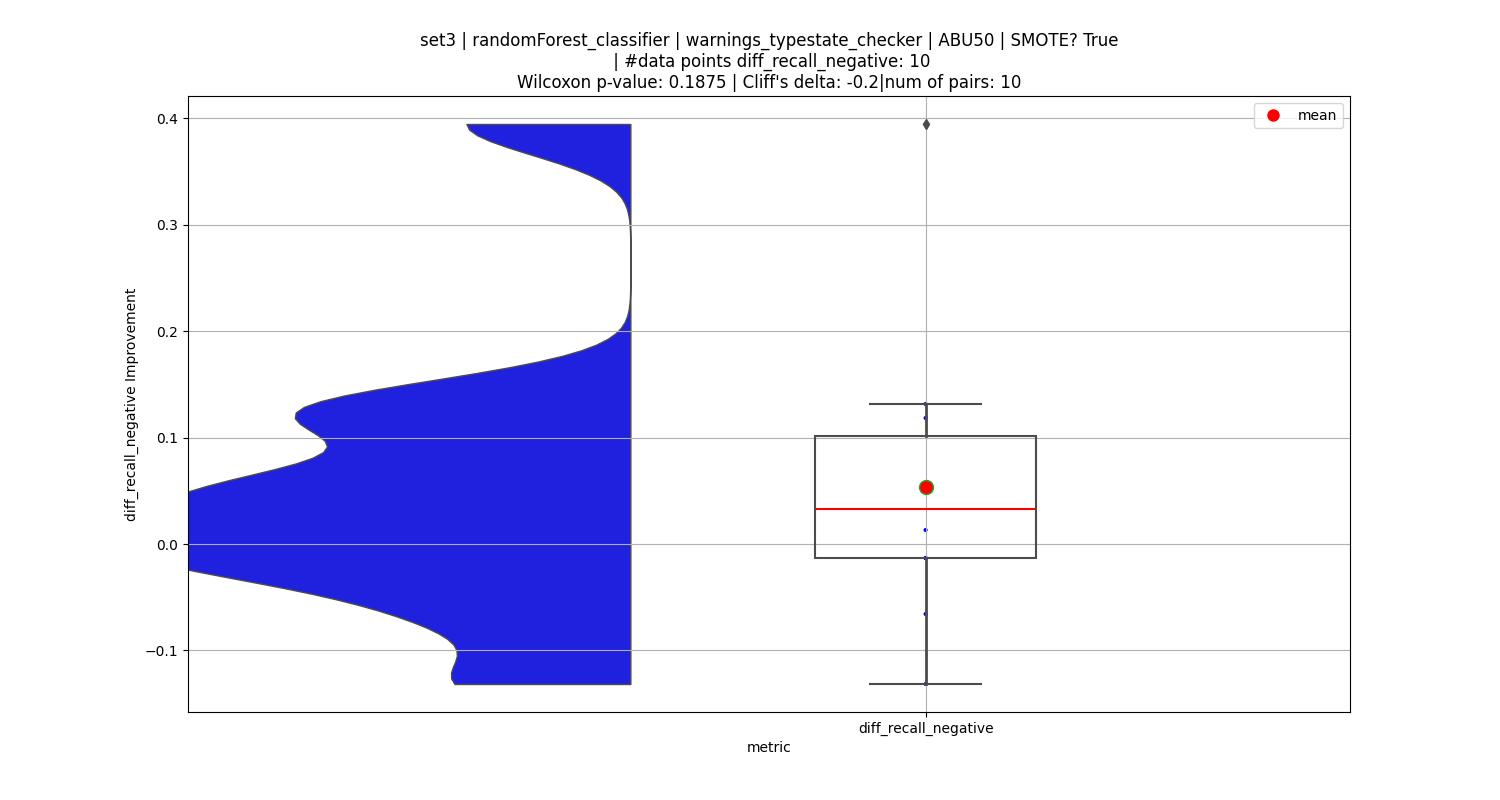 set3 | randomForest_classifier | warnings_typestate_checker | ABU50 | SMOTE? True
| #data points diff_recall_negative: 10
Wilcoxon p-value: 0.1875 | Cliff's delta: -0.2|num of pairs: 10
mean
0.4
0.3
0.2
0.1
0.0
−0.1
diff_recall_negative Improvement
diff_recall_negative
metric